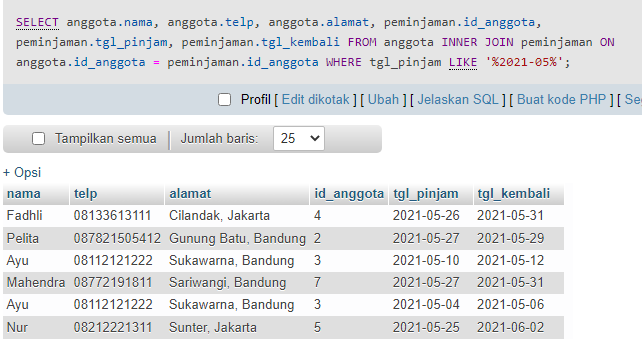 SELECT anggota.nama, anggota.telp, anggota.alamat, peminjaman.id_anggota,
peminjaman.tgl_pinjam, peminjaman.tgl_kembali FROM anggota INNER JOIN peminjaman ON
anggota.id_anggota = peminjaman.id_anggota WHERE tgl_pinjam LIKE '%2021-05%';
Profil [ Edit dikotak ] [ Ubah ] [ Jelaskan SQL ] [ Buat kode PHP ] [
Tampilkan semua Jumlah baris: 25
+ Opsi
nama telp alamat id_anggota tgl_pinjam tgl_kembali
Fadhli 08133613111 Cilandak, Jakarta 4 2021-05-26 2021-05-31
Pelita 087821505412 Gunung Batu, Bandung 2 2021-05-27 2021-05-29
Ayu 08112121222 Sukawarna, Bandung 3 2021-05-10 2021-05-12
Mahendra 08772191811 Sariwangi, Bandung 7 2021-05-27 2021-05-31
Ayu 08112121222 Sukawarna, Bandung 3 2021-05-04 2021-05-06
Nur 08212221311 Sunter, Jakarta 5 2021-05-25 2021-06-02